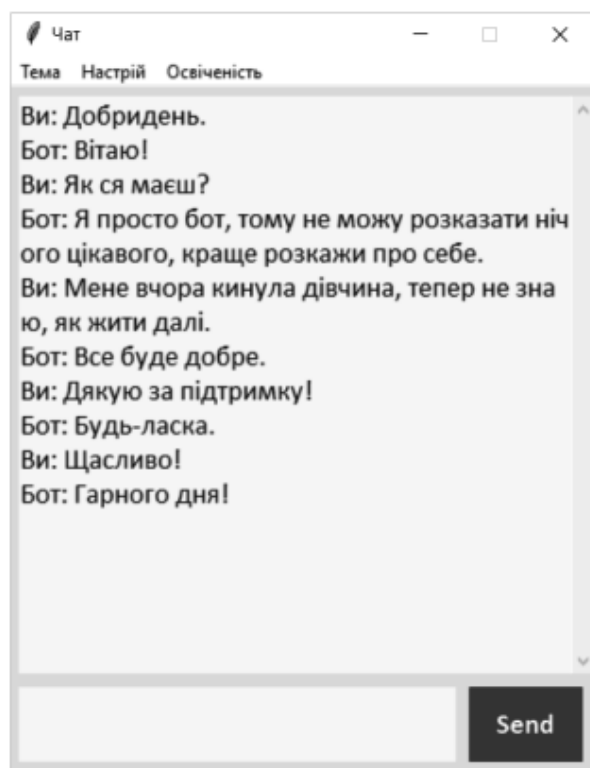 Чат
Тема Настрій Освіченість
Ви: Добридень.
Бот: Вітаю!
Ви: Як ся маєш?
Бот: Я просто бот, тому не можу розказати ніч
ого цікавого, краще розкажи про себе.
Ви: Мене вчора кинула дівчина, тепер не зна
ю, як жити далі.
Бот: Все буде добре.
Ви: Дякую за підтримку!
Бот: Будь-ласка.
Ви: Щасливо!
Бот: Гарного дня!
Send